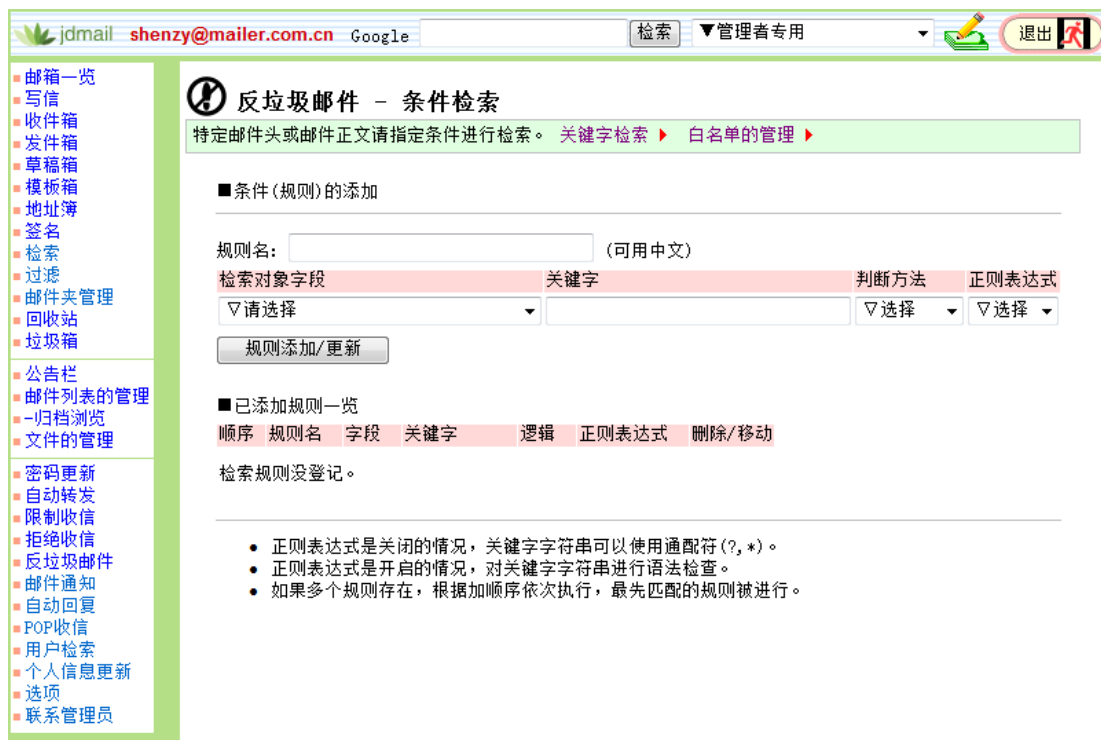 jdmail shenzy@mailer.com.cn Google 检索 ▼管理者专用 退出
邮箱一览
写信
收件箱
发件箱
草稿箱
模板箱
地址簿
签名
检索
过滤
邮件夹管理
回收站
垃圾箱
公告栏
邮件列表的管理
-归档浏览
文件的管理
密码更新
自动转发
限制收信
拒绝收信
反垃圾邮件
邮件通知
自动回复
POP收信
用户检索
个人信息更新
选项
联系管理员
反垃圾邮件 - 条件检索
特定邮件头或邮件正文请指定条件进行检索。 关键字检索 白名单的管理
■条件(规则)的添加
规则名: (可用中文)
检索对象字段 关键字 判断方法 正则表达式
▽请选择 ▽选择 ▽选择
规则添加/更新
■已添加规则一览
顺序 规则名 字段 关键字 逻辑 正则表达式 删除/移动
检索规则没登记。
● 正则表达式是关闭的情况，关键字字符串可以使用通配符(?,*)。
● 正则表达式是开启的情况，对关键字字符串进行语法检查。
● 如果多个规则存在，根据加顺序依次执行，最先匹配的规则被进行。